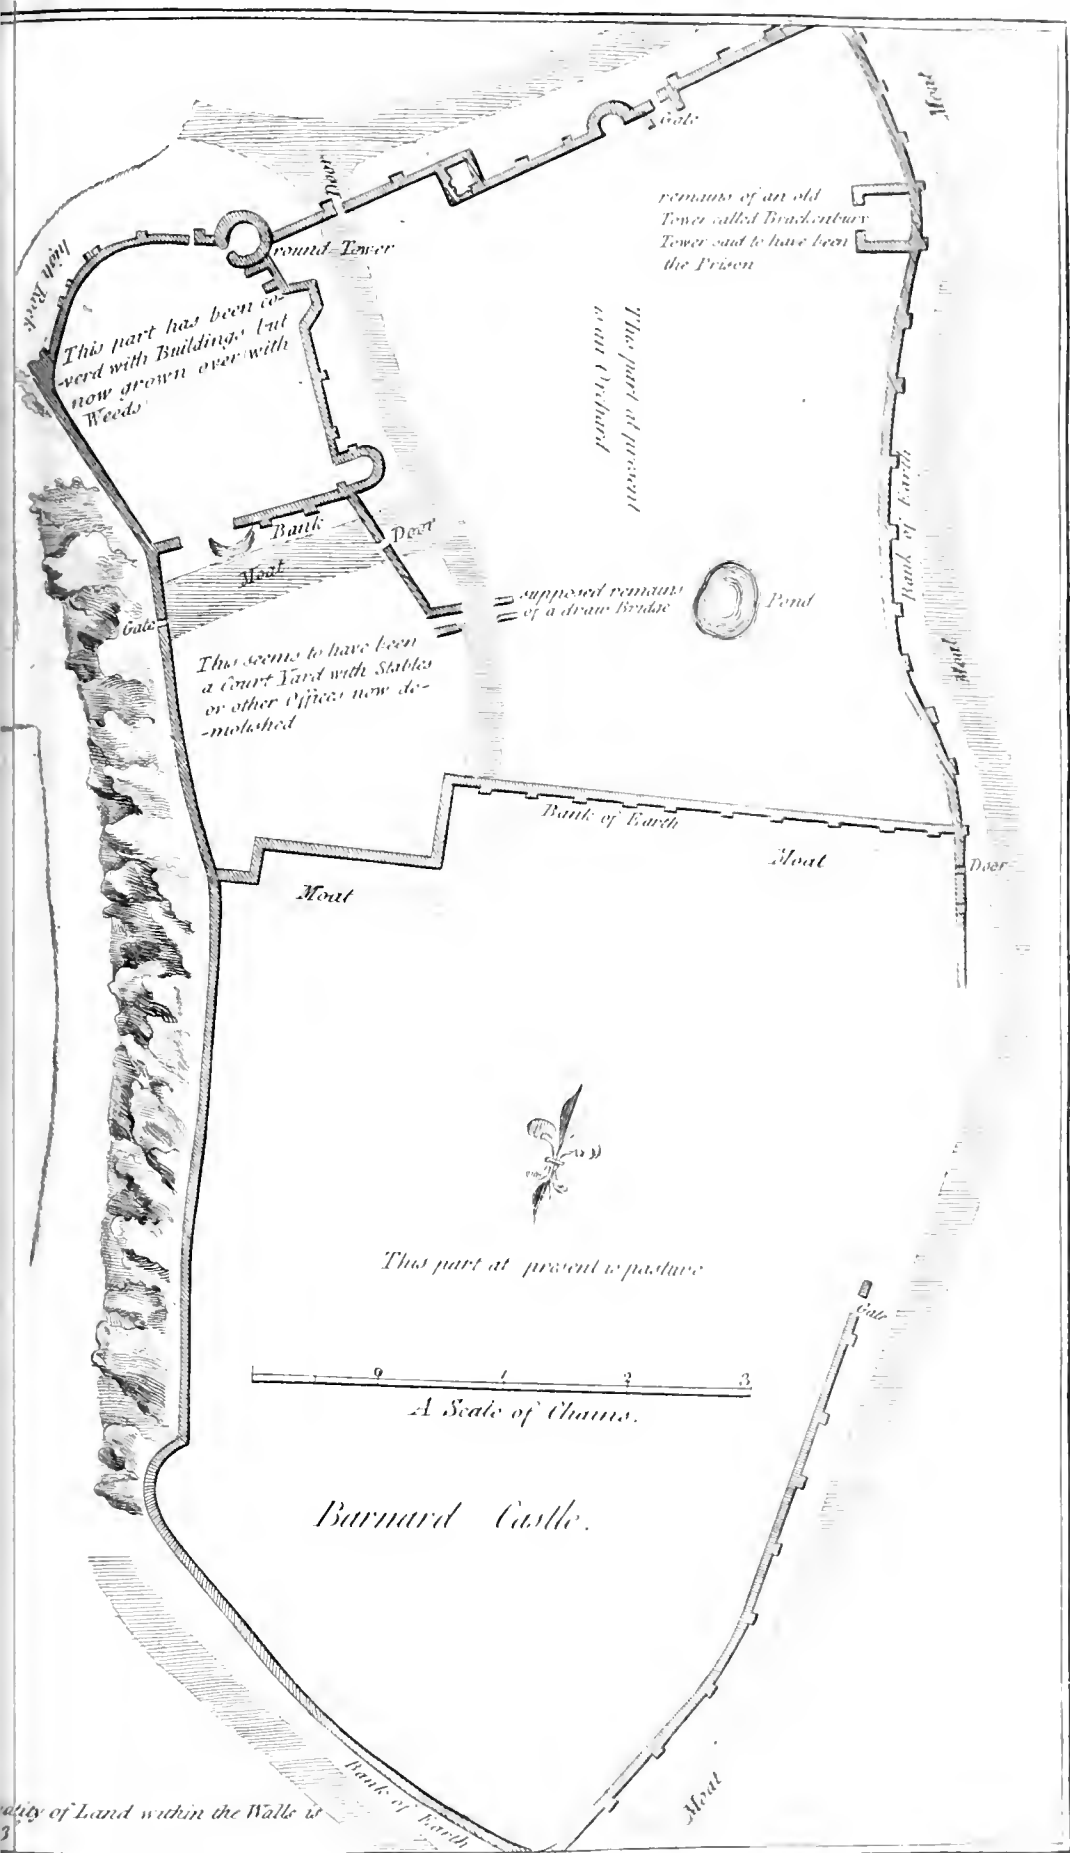 Moat
Gate
Door
remains of an old
Tower called Brackenbury
Tower said to have been
the Prison
high Rock
round-Tower
This part has been co-
-verd with Buildings but
now grown over with
Weeds
This part at present
is an Orchard
Bank of Earth
Bank
Door
Moat
supposed remains
of a draw Bridge
Pond
Gate
This seems to have been
a Court Yard with Stables
or other Offices now de-
-molished
Moat
Bank of Earth
Moat
Door
Moat
This part at present is pasture
Gate
0 1 2 3
A Scale of Chains.
Barnard Castle.
Bank of Earth
Moat
of Land within the Walls is
3